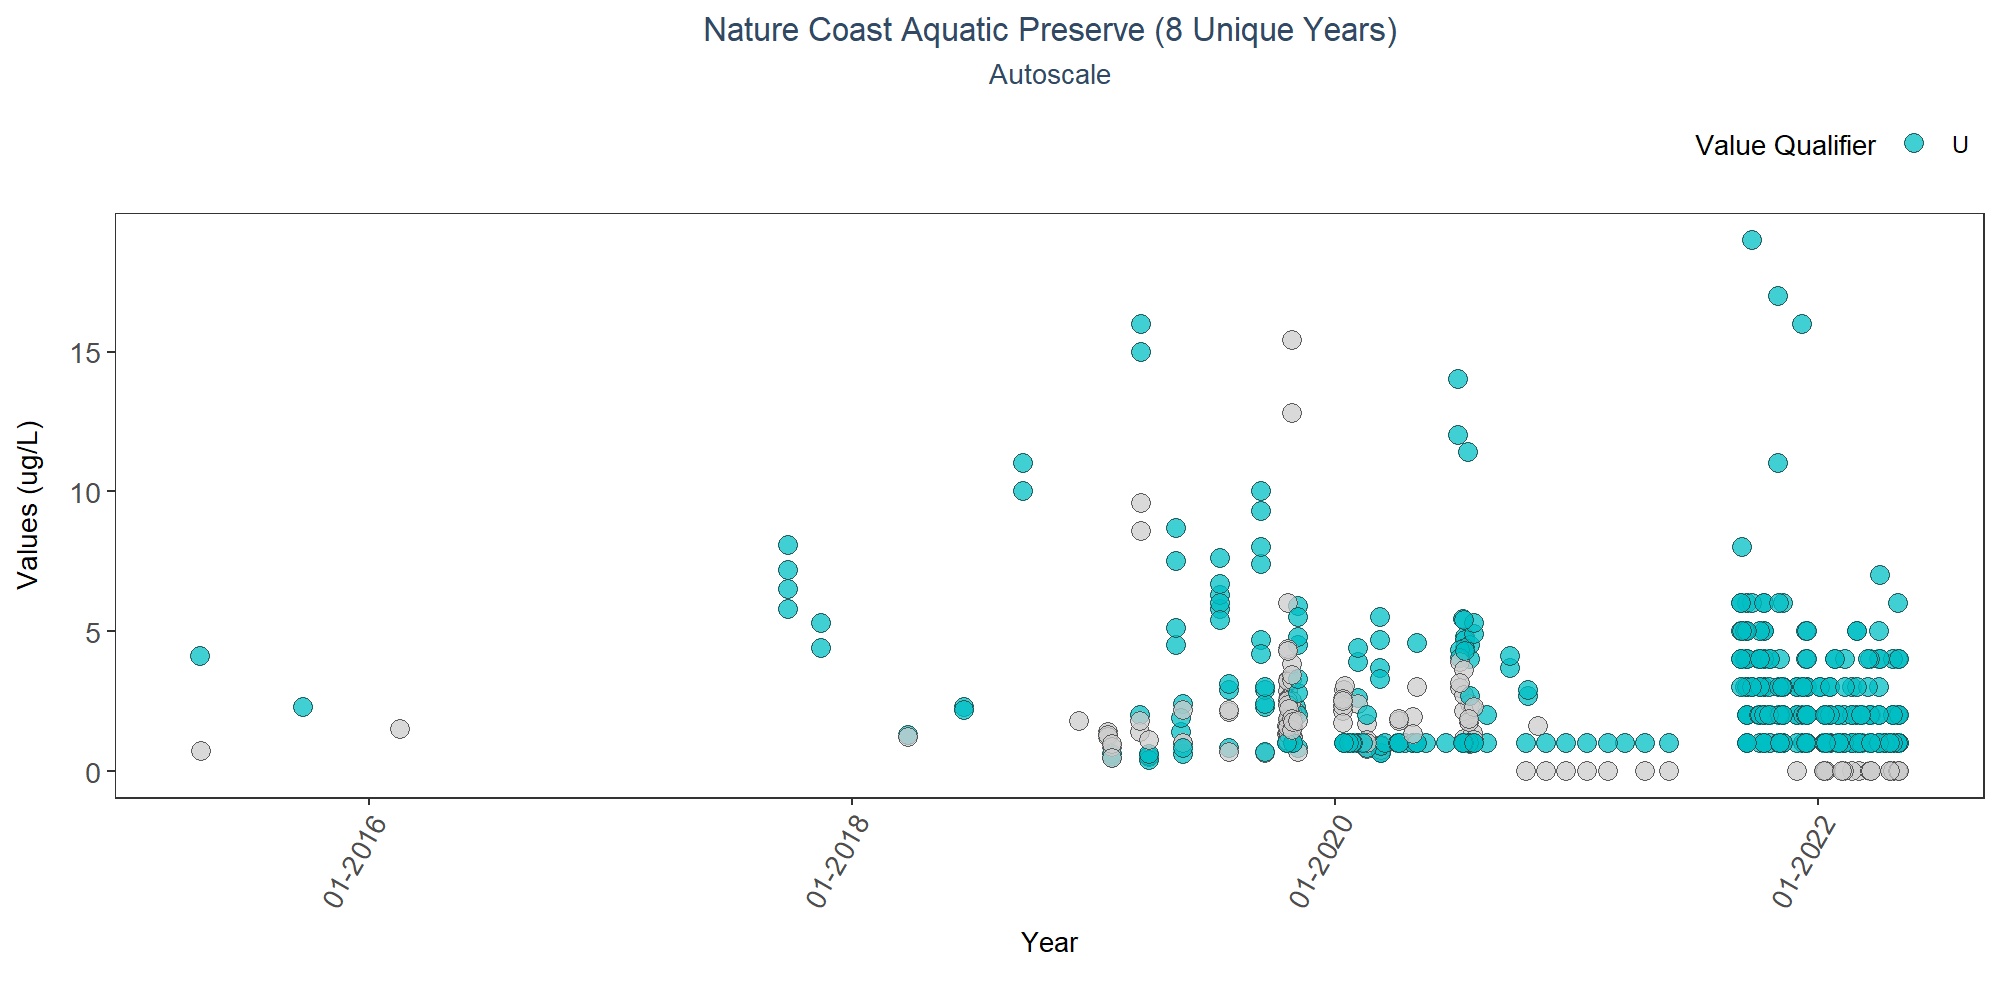 Nature Coast Aquatic Preserve (8 Unique Years)
Autoscale
Value Qualifier U
Values (ug/L)
15
10
5
0
01-2016 01-2018 01-2020 01-2022
Year